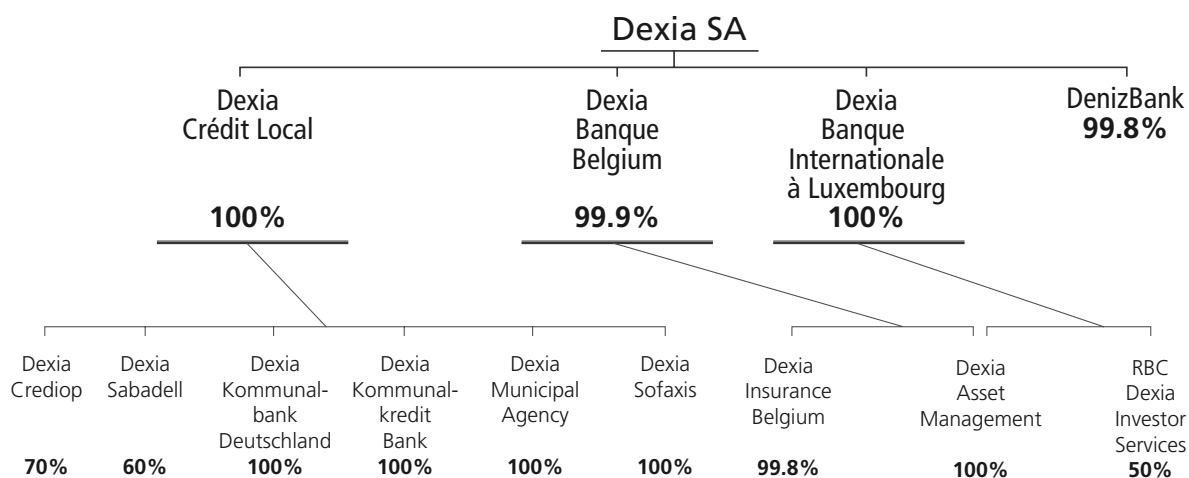 Dexia SA
Dexia
Crédit Local
100%
Dexia
Banque
Belgium
99.9%
Dexia
Banque
Internationale
à Luxembourg
100%
DenizBank
99.8%
Dexia
Crediop
70%
Dexia
Sabadell
60%
Dexia
Kommunal-
bank
Deutschland
100%
Dexia
Kommunal-
kredit
Bank
100%
Dexia
Municipal
Agency
100%
Dexia
Sofaxis
100%
Dexia
Insurance
Belgium
99.8%
Dexia
Asset
Management
100%
RBC
Dexia
Investor
Services
50%